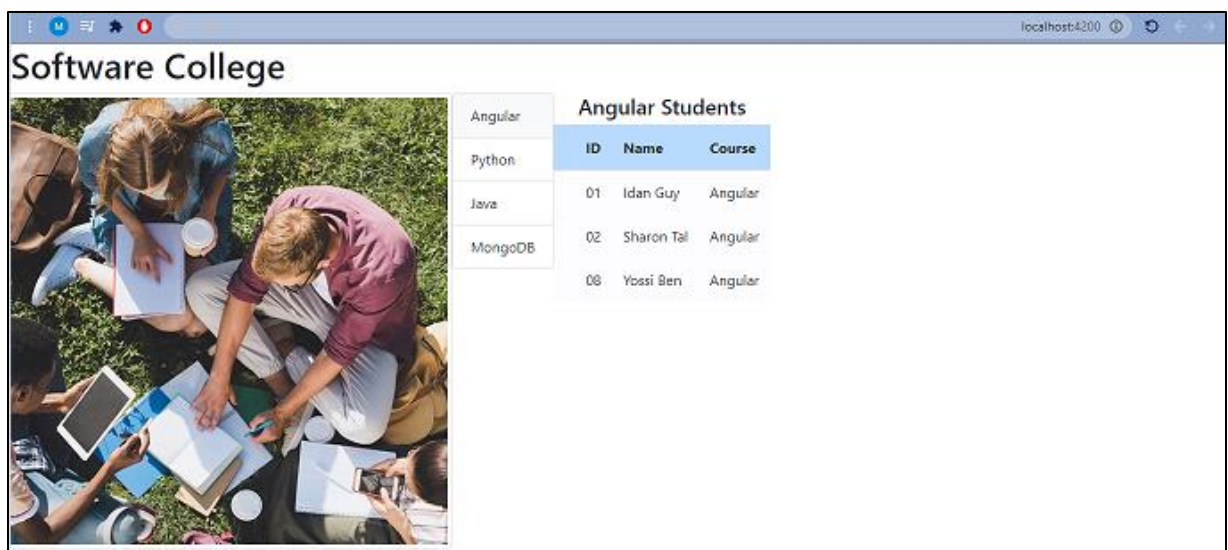 M
localhost:4200
Software College
Angular
Python
Java
MongoDB
Angular Students
ID Name Course
01 Idan Guy Angular
02 Sharon Tal Angular
08 Yossi Ben Angular